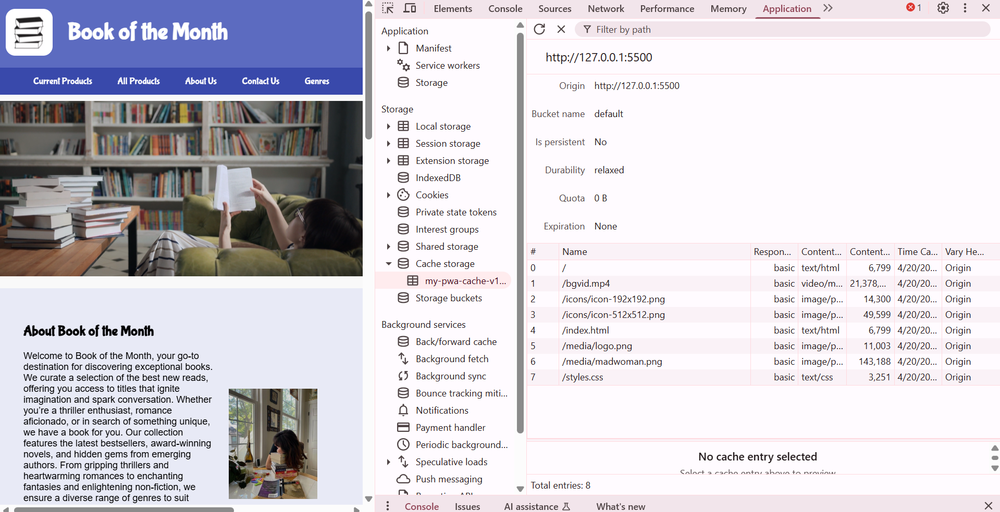 Book of the Month
Current Products
All Products
About Us
Contact Us
Genres
About Book of the Month
Welcome to Book of the Month, your go-to
destination for discovering exceptional books.
We curate a selection of the best new reads,
offering you access to titles that ignite
imagination and spark conversation. Whether
you’re a thriller enthusiast, romance
aficionado, or in search of something unique,
we have a book for you. Our collection
features the latest bestsellers, award-winning
novels, and hidden gems from emerging
authors. From gripping thrillers and
heartwarming romances to enchanting
fantasies and enlightening non-fiction, we
ensure a diverse range of genres to suit
Elements Console Sources Network Performance Memory Application 1
Application
Manifest
Service workers
Storage
Storage
Local storage
Session storage
Extension storage
IndexedDB
Cookies
Private state tokens
Interest groups
Shared storage
Cache storage
my-pwa-cache-v1...
Storage buckets
Background services
Back/forward cache
Background fetch
Background sync
Bounce tracking miti...
Notifications
Payment handler
Periodic background...
Speculative loads
Push messaging
Filter by path
http://127.0.0.1:5500
Origin http://127.0.0.1:5500
Bucket name default
Is persistent No
Durability relaxed
Quota 0 B
Expiration None
# Name Respon... Content... Content... Time Ca... Vary He...
0 / basic text/html 6,799 4/20/20... Origin
1 /bgvid.mp4 basic video/m... 21,378,... 4/20/20... Origin
2 /icons/icon-192x192.png basic image/p... 14,300 4/20/20... Origin
3 /icons/icon-512x512.png basic image/p... 49,599 4/20/20... Origin
4 /index.html basic text/html 6,799 4/20/20... Origin
5 /media/logo.png basic image/p... 11,003 4/20/20... Origin
6 /media/madwoman.png basic image/p... 143,188 4/20/20... Origin
7 /styles.css basic text/css 3,251 4/20/20... Origin
No cache entry selected
Select a cache entry above to preview
Total entries: 8
Console Issues AI assistance What's new